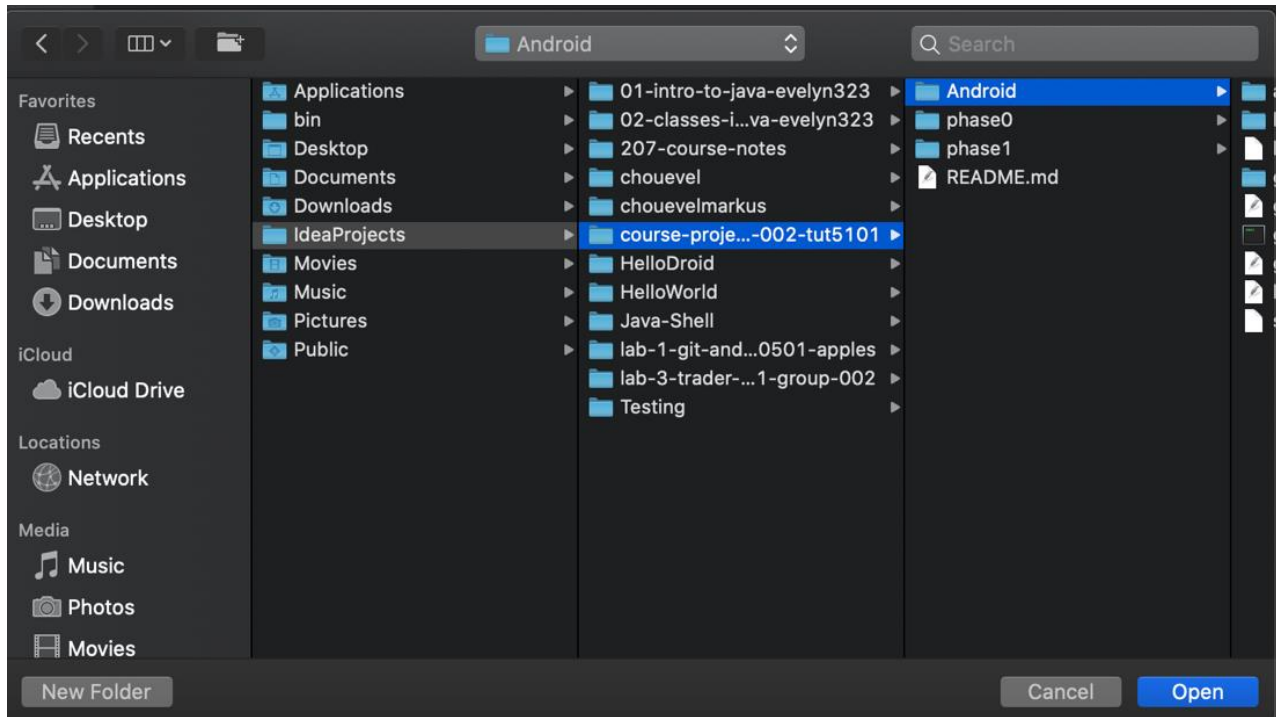 Android
Search
Favorites
Recents
Applications
Desktop
Documents
Downloads
iCloud
iCloud Drive
Locations
Network
Media
Music
Photos
Movies
Applications
bin
Desktop
Documents
Downloads
IdeaProjects
Movies
Music
Pictures
Public
01-intro-to-java-evelyn323
02-classes-i...va-evelyn323
207-course-notes
chouevel
chouevelmarkus
course-proje...-002-tut5101
HelloDroid
HelloWorld
Java-Shell
lab-1-git-and...0501-apples
lab-3-trader-...1-group-002
Testing
Android
phase0
phase1
README.md
New Folder
Cancel
Open